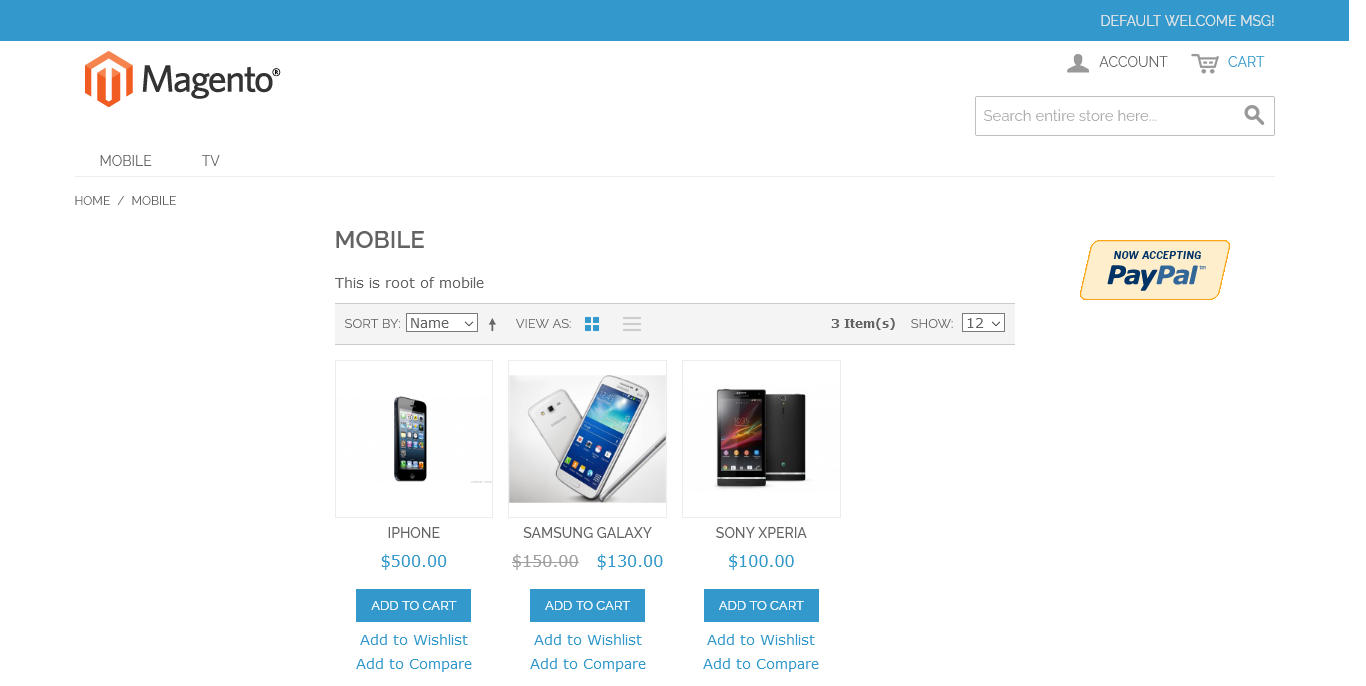 DEFAULT WELCOME MSG!
Magento®
ACCOUNT
CART
Search entire store here...
MOBILE TV
HOME / MOBILE
MOBILE
NOW ACCEPTING
PayPal™
This is root of mobile
SORT BY: Name VIEW AS: 3 Item(s) SHOW: 12
IPHONE SAMSUNG GALAXY SONY XPERIA
$500.00 $150.00 $130.00 $100.00
ADD TO CART ADD TO CART ADD TO CART
Add to Wishlist Add to Wishlist Add to Wishlist
Add to Compare Add to Compare Add to Compare